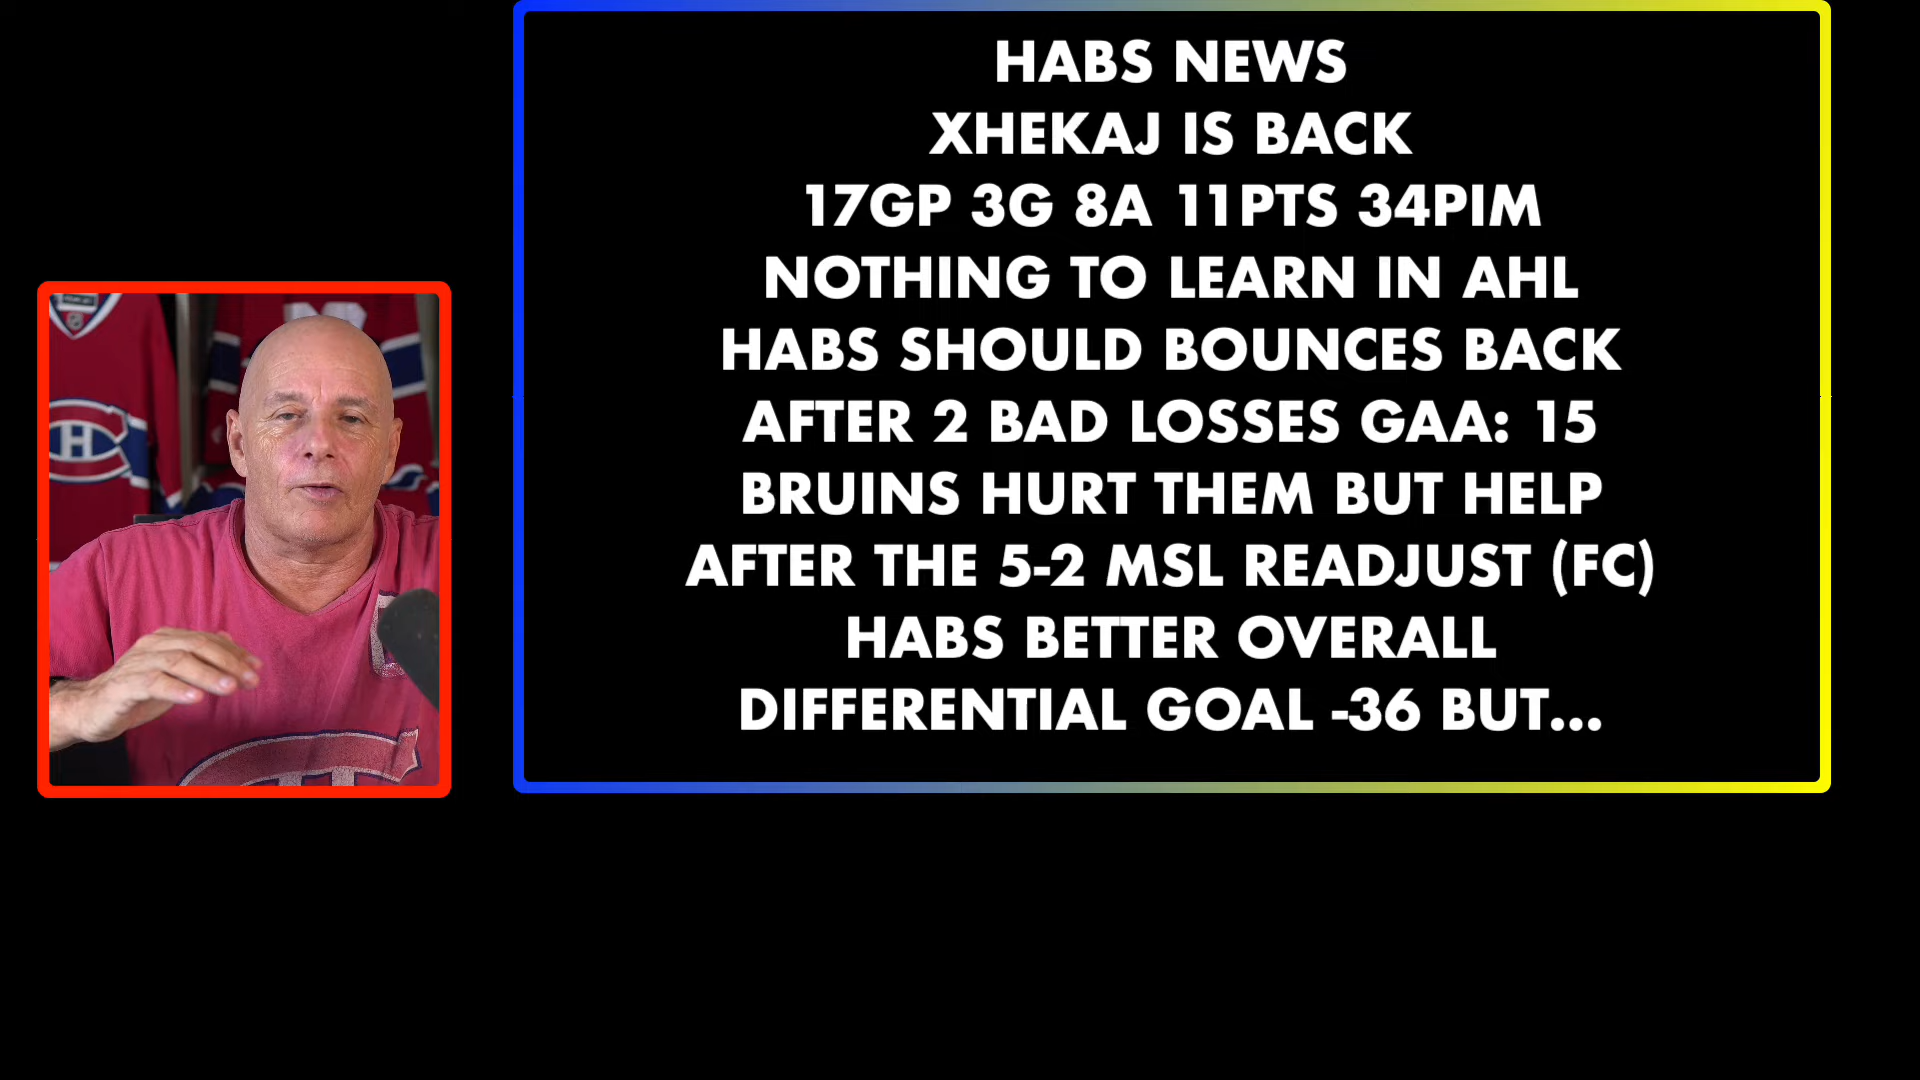 HABS NEWS
XHEKAJ IS BACK
17GP 3G 8A 11PTS 34PIM
NOTHING TO LEARN IN AHL
HABS SHOULD BOUNCES BACK
AFTER 2 BAD LOSSES GAA: 15
BRUINS HURT THEM BUT HELP
AFTER THE 5-2 MSL READJUST (FC)
HABS BETTER OVERALL
DIFFERENTIAL GOAL -36 BUT...